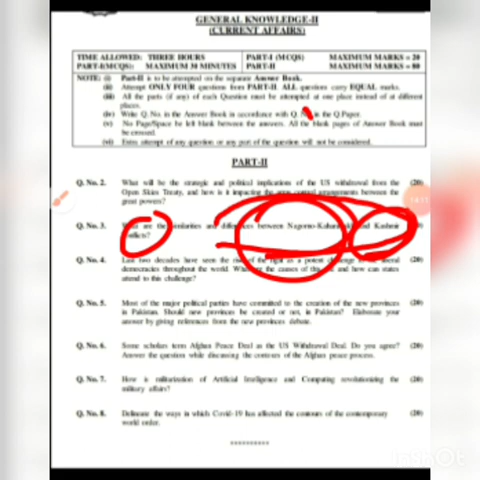 GENERAL KNOWLEDGE-II
(CURRENT AFFAIRS)
TIME ALLOWED: THREE HOURS PART-I (MCQS) MAXIMUM MARKS = 20
PART-I(MCQS): MAXIMUM 30 MINUTES PART-II MAXIMUM MARKS = 80
NOTE: (i) Part-II is to be attempted on the separate Answer Book.
(ii) Attempt ONLY FOUR questions from PART-II. ALL questions carry EQUAL marks.
(iii) All the parts (if any) of each Question must be attempted at one place instead of at different
places.
(iv) Write Q. No. in the Answer Book in accordance with Q. in the Q.Paper.
(v) No Page/Space be left blank between the answers. All the blank pages of Answer Book must
be crossed.
(vi) Extra attempt of any question or any part of the question will not be considered.
PART-II
Q. No. 2. What will be the strategic and political implications of the US withdrawal from the (20)
Open Skies Treaty, and how is it impacting the arms control arrangements between the
great powers?
Q. No. 3. are the similarities and differences between Nagorno- and Kashmir
conflicts?
Q. No. 4. Last two decades have seen the rise of the right as a potent challenge liberal (20)
democracies throughout the world. What are the causes of this and how can states
attend to this challenge?
Q. No. 5. Most of the major political parties have committed to the creation of the new provinces (20)
in Pakistan. Should new provinces be created or not, in Pakistan? Elaborate your
answer by giving references from the new provinces debate.
Q. No. 6. Some scholars term Afghan Peace Deal as the US Withdrawal Deal. Do you agree? (20)
Answer the question while discussing the contours of the Afghan peace process.
Q. No. 7. How is militarization of Artificial Intelligence and Computing revolutionizing the (20)
military affairs?
Q. No. 8. Delineate the ways in which Covid-19 has affected the contours of the contemporary (20)
world order.
**********